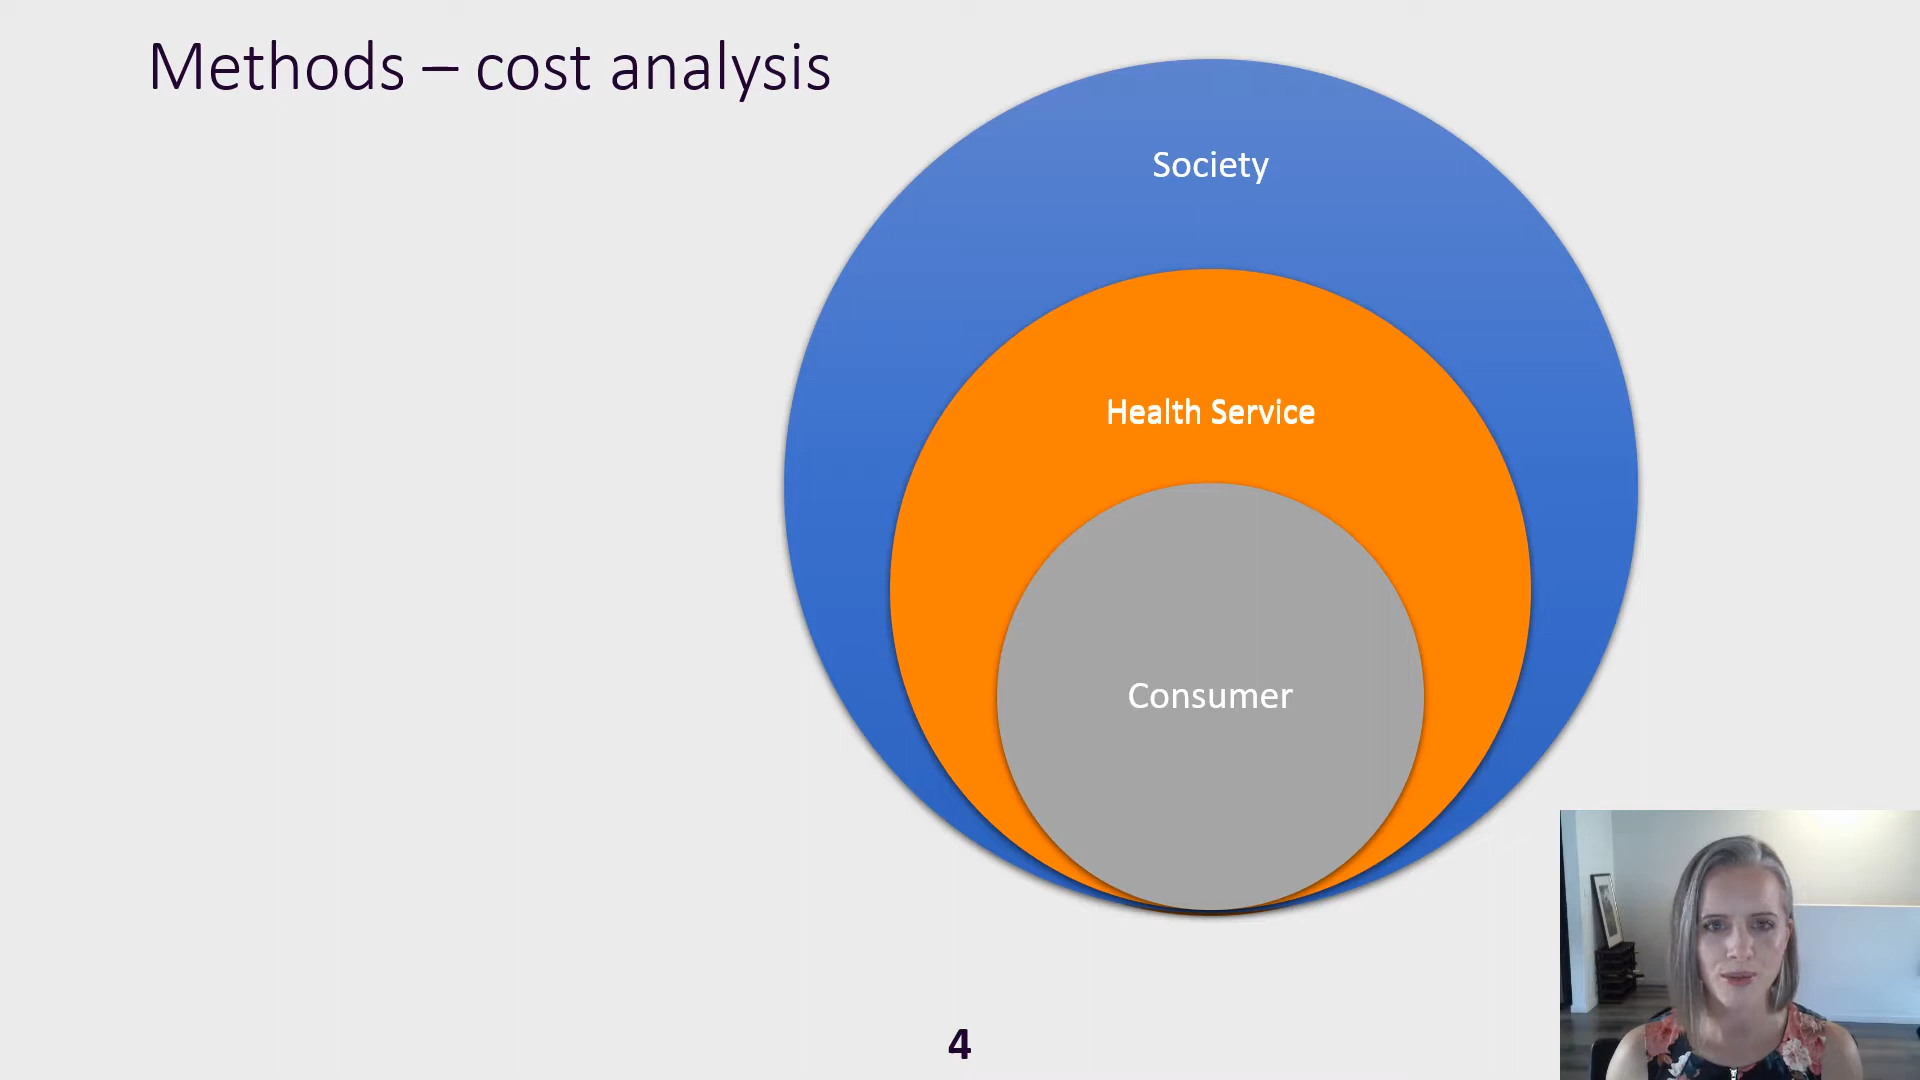 Methods – cost analysis
Society
Health Service
Consumer
4